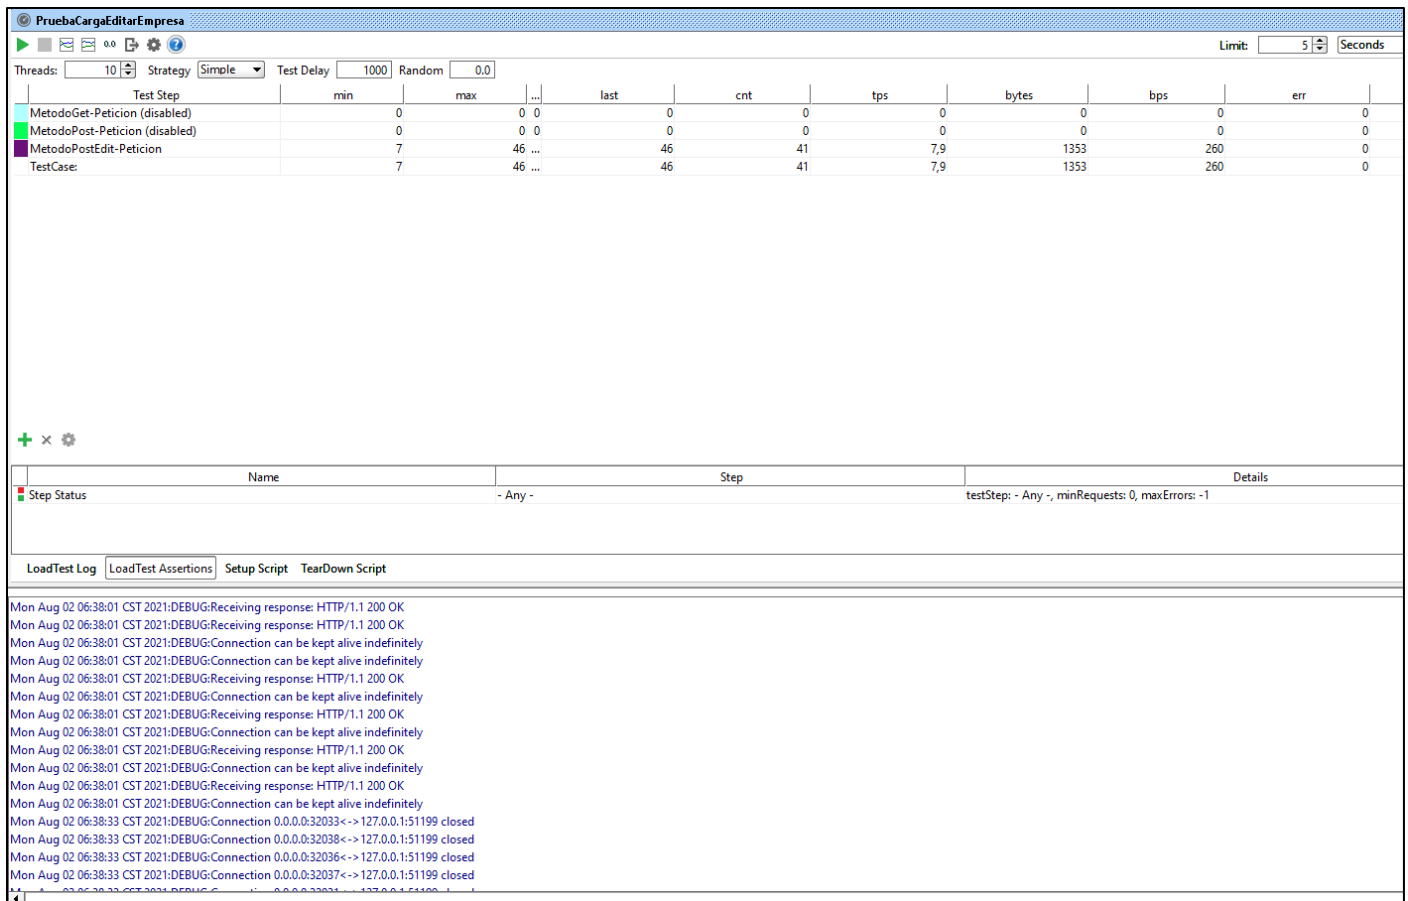 PruebaCargaEditarEmpresa
0.0 Limit: 5 Seconds
Threads: 10 Strategy Simple Test Delay 1000 Random 0.0
Test Step min max ... last cnt tps bytes bps err
MetodoGet-Peticion (disabled) 0 0 0 0 0 0 0 0 0
MetodoPost-Peticion (disabled) 0 0 0 0 0 0 0 0 0
MetodoPostEdit-Peticion 7 46 ... 46 41 7,9 1353 260 0
TestCase: 7 46 ... 46 41 7,9 1353 260 0
Name Step Details
Step Status - Any - testStep: - Any -, minRequests: 0, maxErrors: -1
LoadTest Log LoadTest Assertions Setup Script TearDown Script
Mon Aug 02 06:38:01 CST 2021:DEBUG:Receiving response: HTTP/1.1 200 OK
Mon Aug 02 06:38:01 CST 2021:DEBUG:Receiving response: HTTP/1.1 200 OK
Mon Aug 02 06:38:01 CST 2021:DEBUG:Connection can be kept alive indefinitely
Mon Aug 02 06:38:01 CST 2021:DEBUG:Connection can be kept alive indefinitely
Mon Aug 02 06:38:01 CST 2021:DEBUG:Receiving response: HTTP/1.1 200 OK
Mon Aug 02 06:38:01 CST 2021:DEBUG:Connection can be kept alive indefinitely
Mon Aug 02 06:38:01 CST 2021:DEBUG:Receiving response: HTTP/1.1 200 OK
Mon Aug 02 06:38:01 CST 2021:DEBUG:Connection can be kept alive indefinitely
Mon Aug 02 06:38:01 CST 2021:DEBUG:Receiving response: HTTP/1.1 200 OK
Mon Aug 02 06:38:01 CST 2021:DEBUG:Connection can be kept alive indefinitely
Mon Aug 02 06:38:01 CST 2021:DEBUG:Receiving response: HTTP/1.1 200 OK
Mon Aug 02 06:38:01 CST 2021:DEBUG:Connection can be kept alive indefinitely
Mon Aug 02 06:38:33 CST 2021:DEBUG:Connection 0.0.0.0:32033<->127.0.0.1:51199 closed
Mon Aug 02 06:38:33 CST 2021:DEBUG:Connection 0.0.0.0:32038<->127.0.0.1:51199 closed
Mon Aug 02 06:38:33 CST 2021:DEBUG:Connection 0.0.0.0:32036<->127.0.0.1:51199 closed
Mon Aug 02 06:38:33 CST 2021:DEBUG:Connection 0.0.0.0:32037<->127.0.0.1:51199 closed